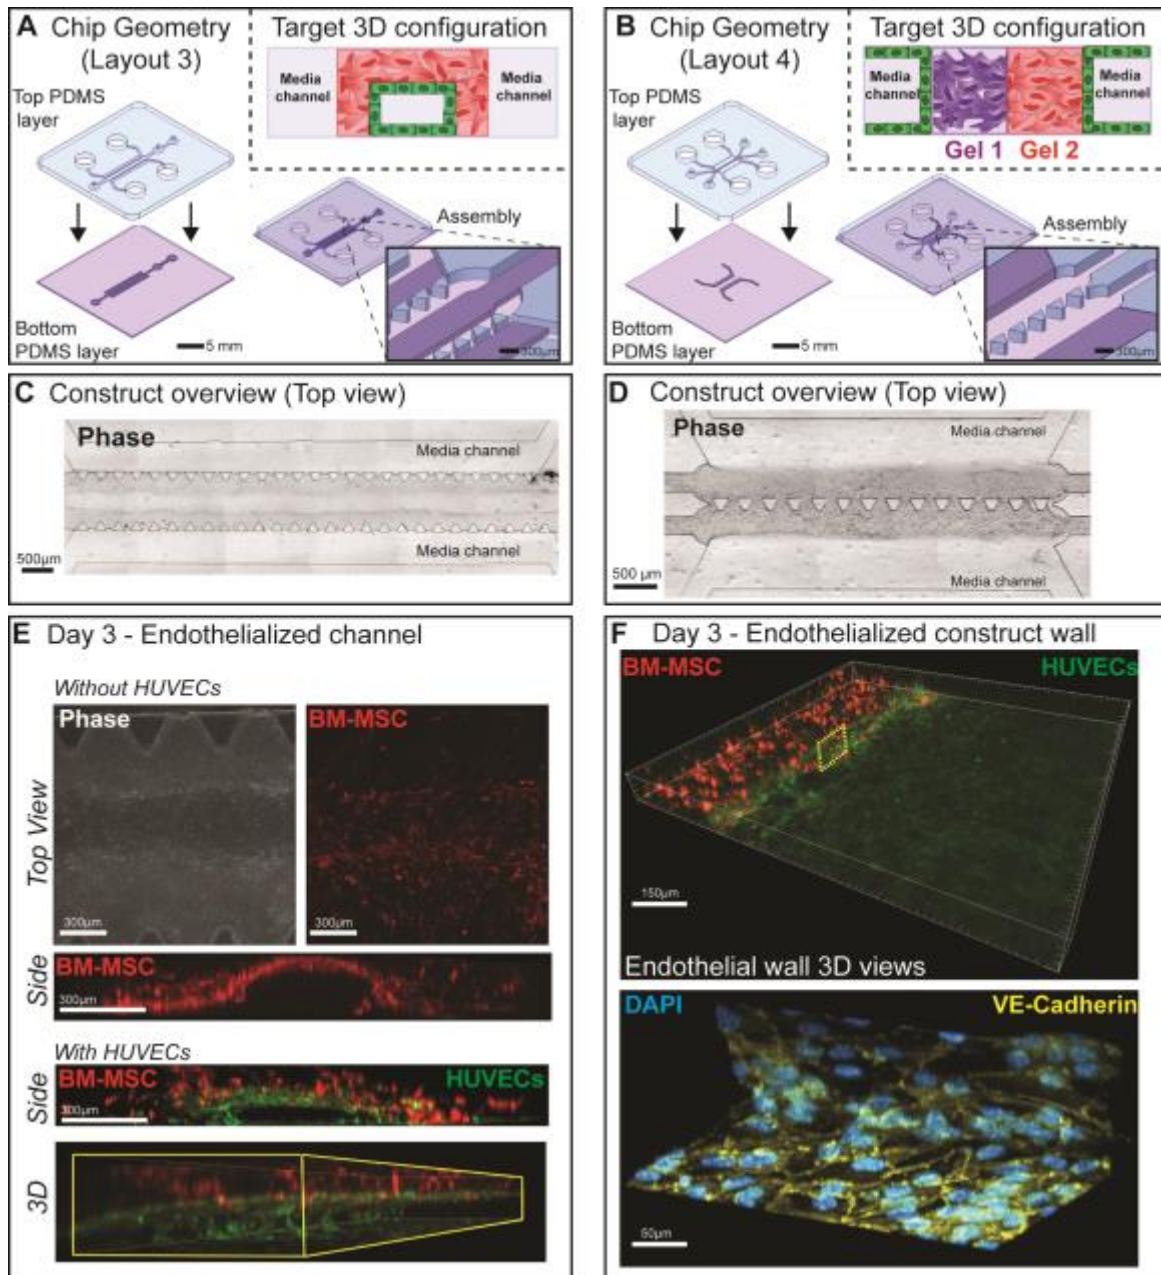 A Chip Geometry
(Layout 3)
Target 3D configuration
Media
channel
Media
channel
Top PDMS
layer
Assembly
Bottom
PDMS layer
5 mm
300µm
B Chip Geometry
(Layout 4)
Target 3D configuration
Media
channel
Media
channel
Gel 1 Gel 2
Top PDMS
layer
Assembly
Bottom
PDMS layer
5 mm
300µm
C Construct overview (Top view)
Phase
Media channel
Media channel
500µm
D Construct overview (Top view)
Phase
Media channel
Media channel
500 µm
E Day 3 - Endothelialized channel
Without HUVECs
Top View
Phase
300µm
BM-MSC
300µm
Side
BM-MSC
300µm
With HUVECs
Side
BM-MSC HUVECs
300µm
3D
F Day 3 - Endothelialized construct wall
BM-MSC HUVECs
150µm
Endothelial wall 3D views
DAPI VE-Cadherin
50µm